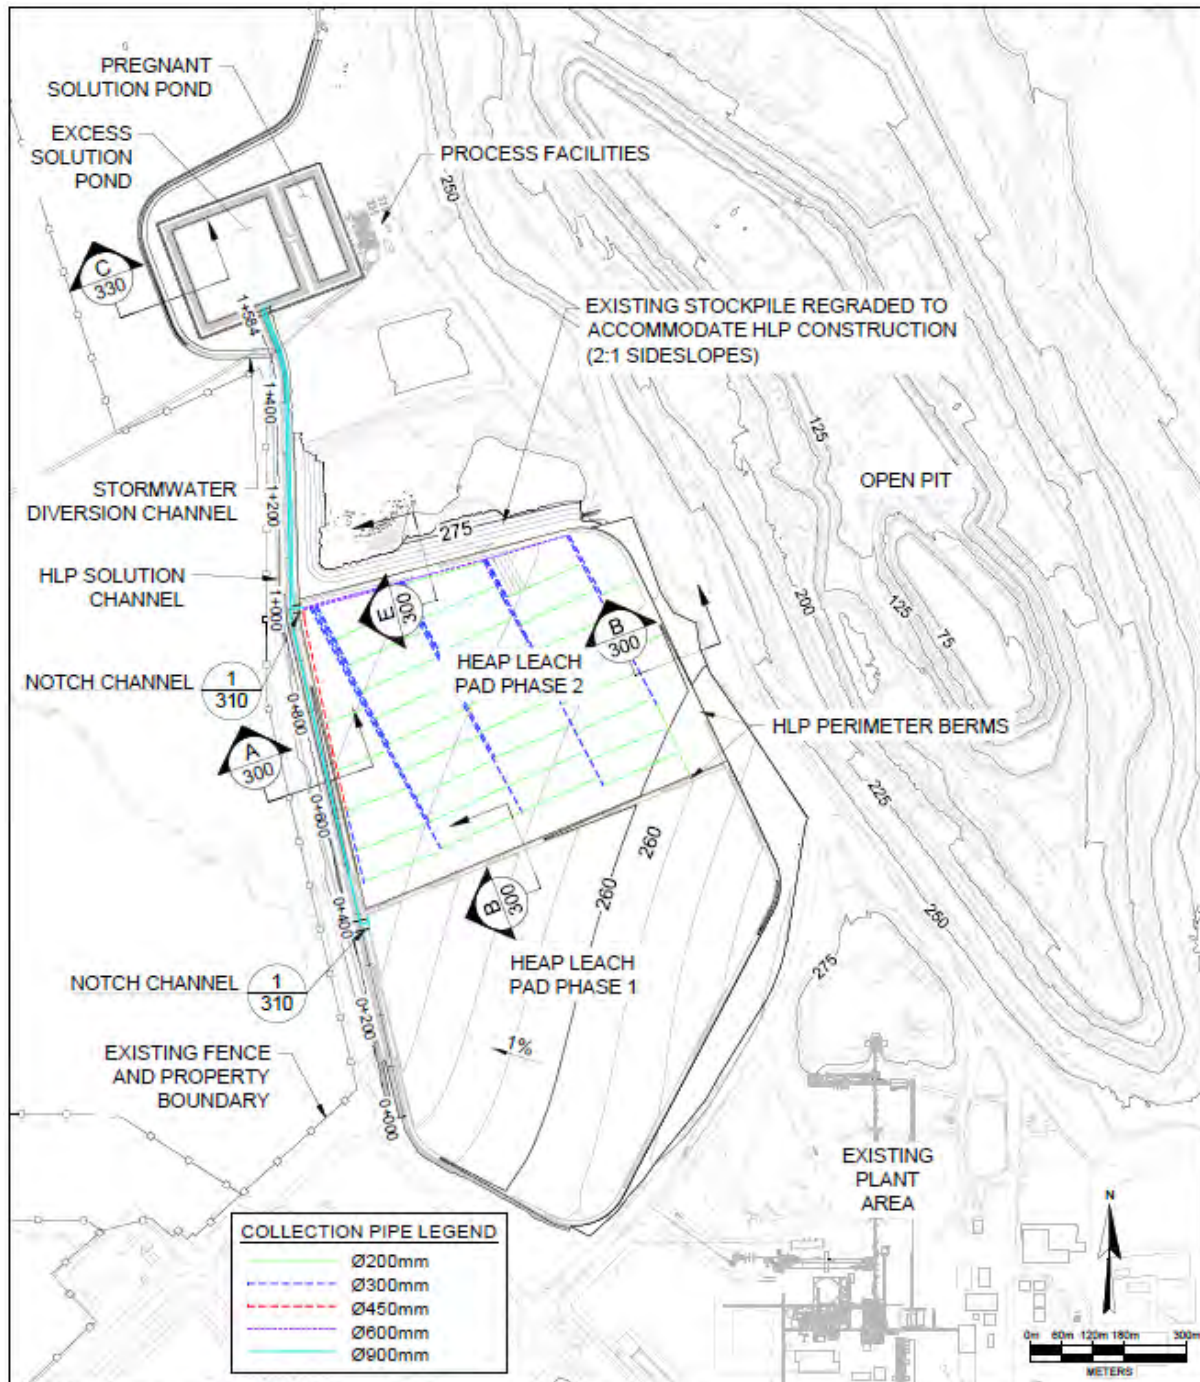 PREGNANT
SOLUTION POND
EXCESS
SOLUTION
POND
PROCESS FACILITIES
250
C
330
1+584
EXISTING STOCKPILE REGRADED TO
ACCOMMODATE HLP CONSTRUCTION
(2:1 SIDESLOPES)
1+400
125
OPEN PIT
STORMWATER
DIVERSION CHANNEL
1+200
275
HLP SOLUTION
CHANNEL
1+000
E
300
B
300
200
125
75
HEAP LEACH
PAD PHASE 2
NOTCH CHANNEL
1
310
0+800
HLP PERIMETER BERMS
A
300
0+600
225
260
260
B
300
0+400
250
HEAP LEACH
PAD PHASE 1
275
NOTCH CHANNEL
1
310
0+200
1%
EXISTING FENCE
AND PROPERTY
BOUNDARY
0+000
EXISTING
PLANT
AREA
N
COLLECTION PIPE LEGEND
Ø200mm
Ø300mm
Ø450mm
Ø600mm
Ø900mm
0m 60m 120m 180m 300m
METERS